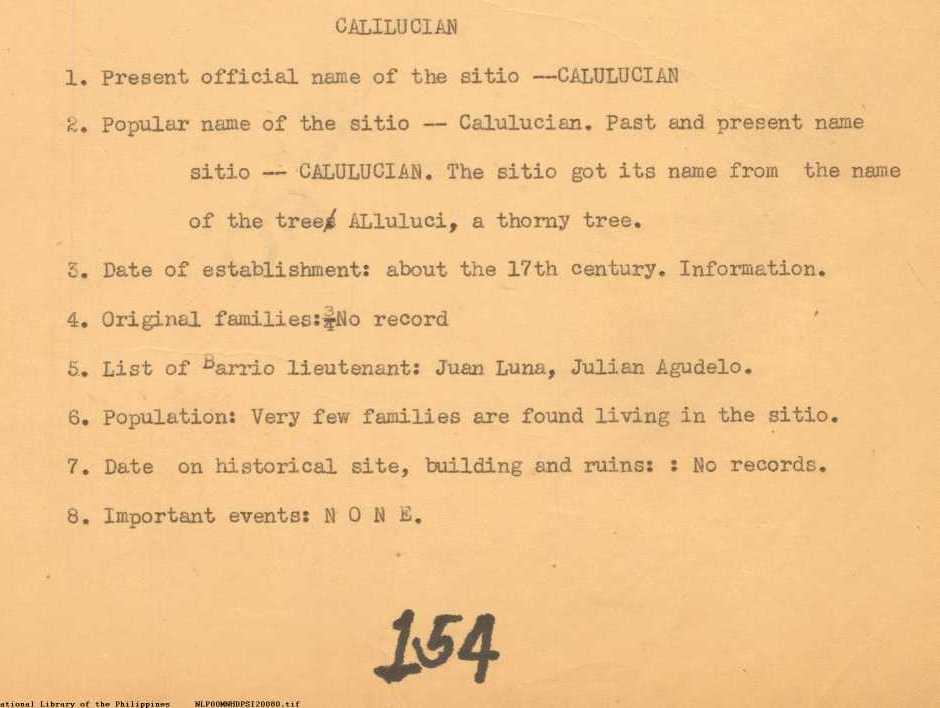 CALILUCIAN
1. Present official name of the sitio --CALULUCIAN
2. Popular name of the sitio -- Calulucian. Past and present name
sitio -- CALULUCIAN. The sitio got its name from the name
of the tree ALluluci, a thorny tree.
3. Date of establishment: about the 17th century. Information.
4. Original families: No record
5. List of Barrio lieutenant: Juan Luna, Julian Agudelo.
6. Population: Very few families are found living in the sitio.
7. Date on historical site, building and ruins: : No records.
8. Important events: N O N E.
154
ational Library of the Philippines NLP00MNHDPSI20080.tif